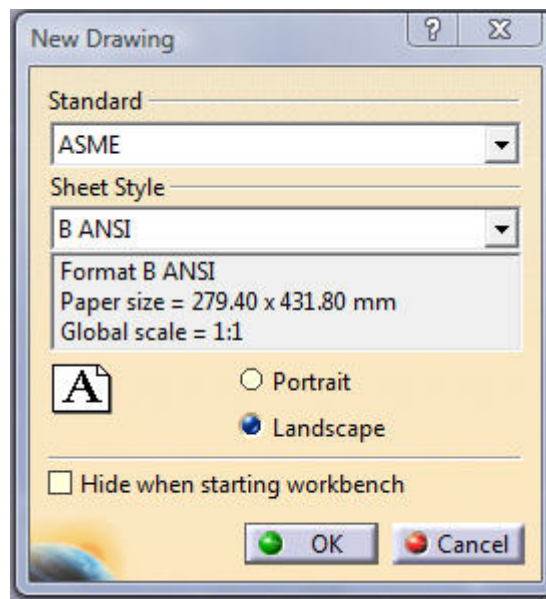 New Drawing
?
Standard
ASME
Sheet Style
B ANSI
Format B ANSI
Paper size = 279.40 x 431.80 mm
Global scale = 1:1
A
Portrait
Landscape
Hide when starting workbench
OK
Cancel